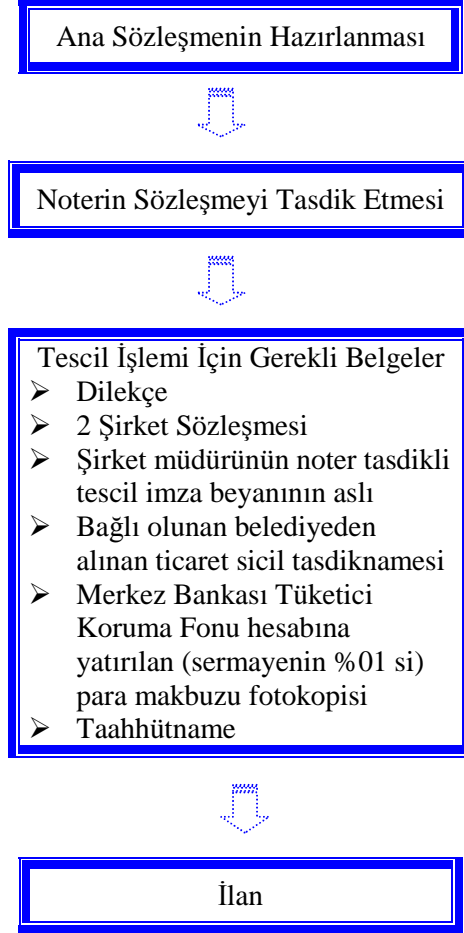 Ana Sözleşmenin Hazırlanması
Noterin Sözleşmeyi Tasdik Etmesi
Tescil İşlemi İçin Gerekli Belgeler
➢ Dilekçe
➢ 2 Şirket Sözleşmesi
➢ Şirket müdürünün noter tasdikli
tescil imza beyanının aslı
➢ Bağlı olunan belediyeden
alınan ticaret sicil tasdiknamesi
➢ Merkez Bankası Tüketici
Koruma Fonu hesabına
yatırılan (sermayenin %01 si)
para makbuzu fotokopisi
➢ Taahhütname
İlan